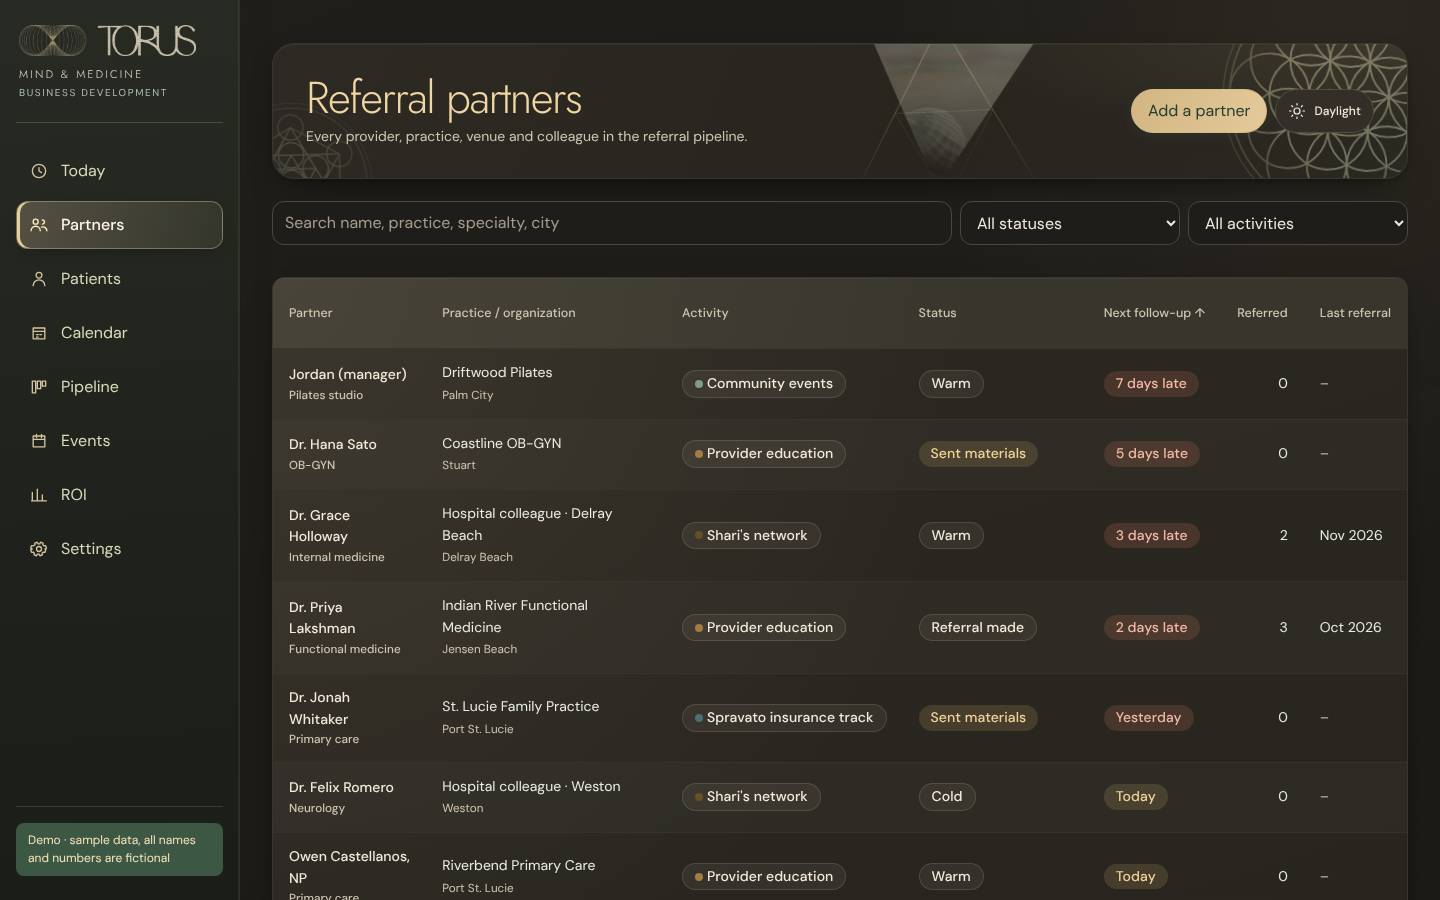 TORUS
MIND & MEDICINE
BUSINESS DEVELOPMENT
Today
Partners
Patients
Calendar
Pipeline
Events
ROI
Settings
Demo · sample data, all names
and numbers are fictional
Referral partners
Every provider, practice, venue and colleague in the referral pipeline.
Add a partner
Daylight
Search name, practice, specialty, city
All statuses
All activities
Partner Practice / organization Activity Status Next follow-up ↑ Referred Last referral
Jordan (manager)
Pilates studio
Driftwood Pilates
Palm City
Community events
Warm
7 days late
0
–
Dr. Hana Sato
OB-GYN
Coastline OB-GYN
Stuart
Provider education
Sent materials
5 days late
0
–
Dr. Grace
Holloway
Internal medicine
Hospital colleague · Delray
Beach
Delray Beach
Shari's network
Warm
3 days late
2
Nov 2026
Dr. Priya
Lakshman
Functional medicine
Indian River Functional
Medicine
Jensen Beach
Provider education
Referral made
2 days late
3
Oct 2026
Dr. Jonah
Whitaker
Primary care
St. Lucie Family Practice
Port St. Lucie
Spravato insurance track
Sent materials
Yesterday
0
–
Dr. Felix Romero
Neurology
Hospital colleague · Weston
Weston
Shari's network
Cold
Today
0
–
Owen Castellanos,
NP
Primary care
Riverbend Primary Care
Port St. Lucie
Provider education
Warm
Today
0
–